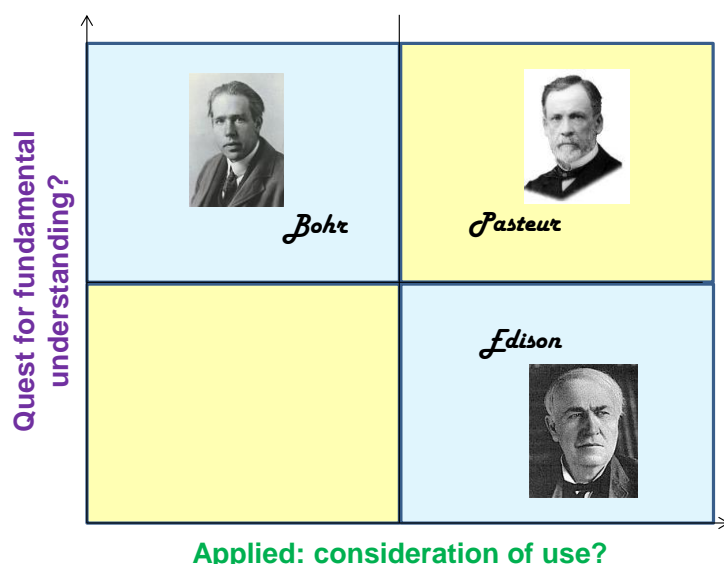 Quest for fundamental
understanding?
Bohr
Pasteur
Edison
Applied: consideration of use?